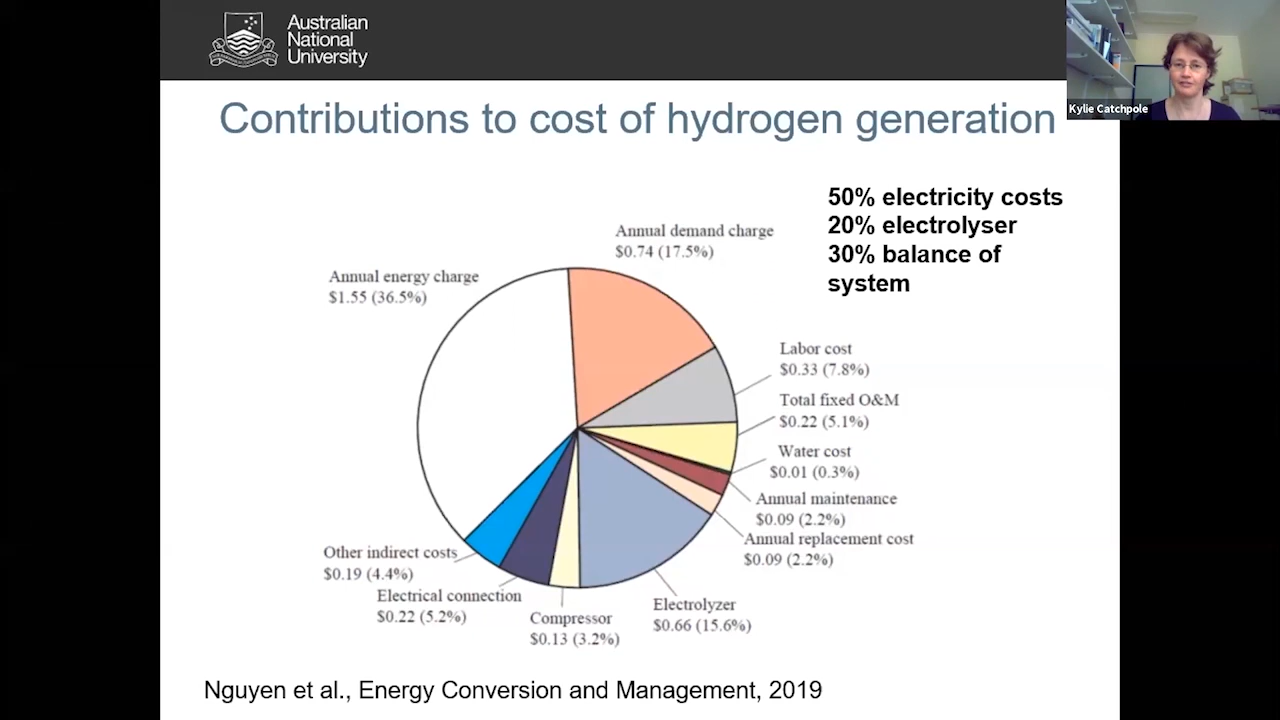 Australian
National
University
Kylie Catchpole
Contributions to cost of hydrogen generation
50% electricity costs
20% electrolyser
30% balance of
system
Annual demand charge
$0.74 (17.5%)
Annual energy charge
$1.55 (36.5%)
Labor cost
$0.33 (7.8%)
Total fixed O&M
$0.22 (5.1%)
Water cost
$0.01 (0.3%)
Annual maintenance
$0.09 (2.2%)
Annual replacement cost
$0.09 (2.2%)
Other indirect costs
$0.19 (4.4%)
Electrical connection
$0.22 (5.2%)
Compressor
$0.13 (3.2%)
Electrolyzer
$0.66 (15.6%)
Nguyen et al., Energy Conversion and Management, 2019